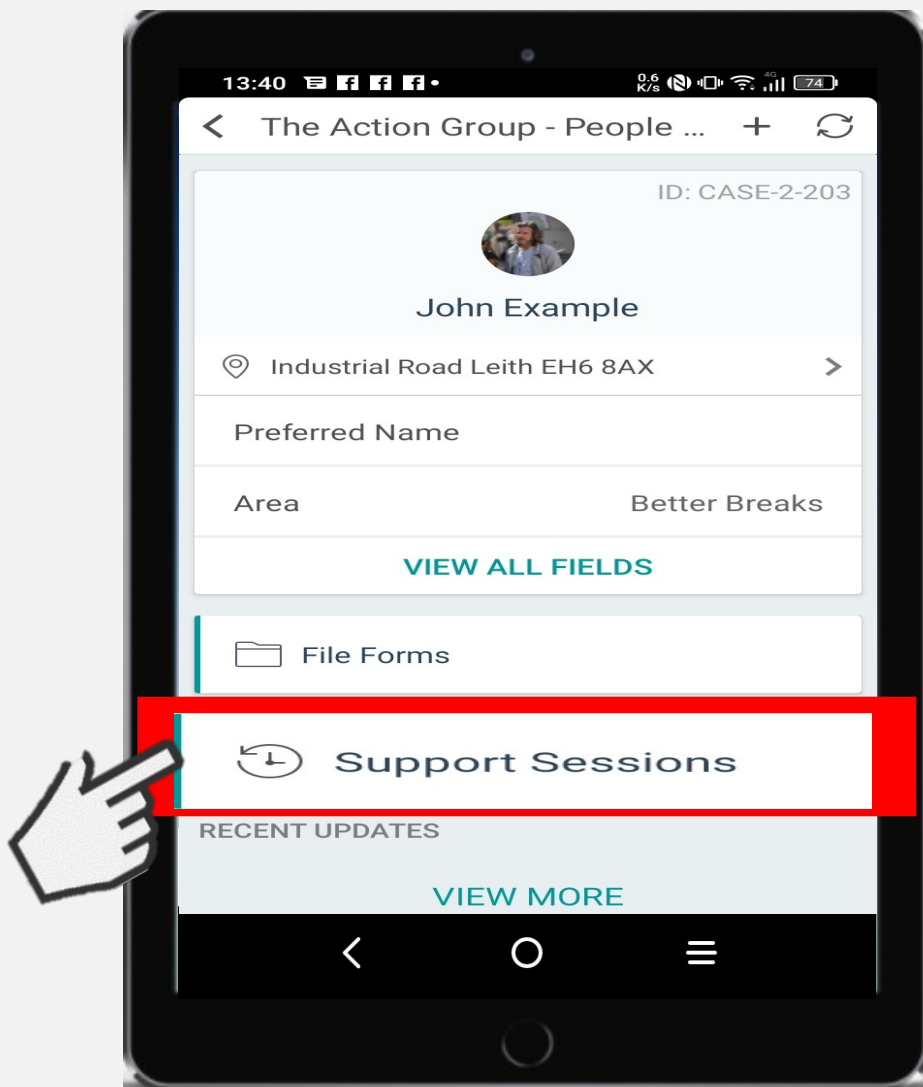 13:40
0.6 K/s 4G 74
The Action Group - People ...
ID: CASE-2-203
John Example
Industrial Road Leith EH6 8AX
Preferred Name
Area Better Breaks
VIEW ALL FIELDS
File Forms
Support Sessions
RECENT UPDATES
VIEW MORE